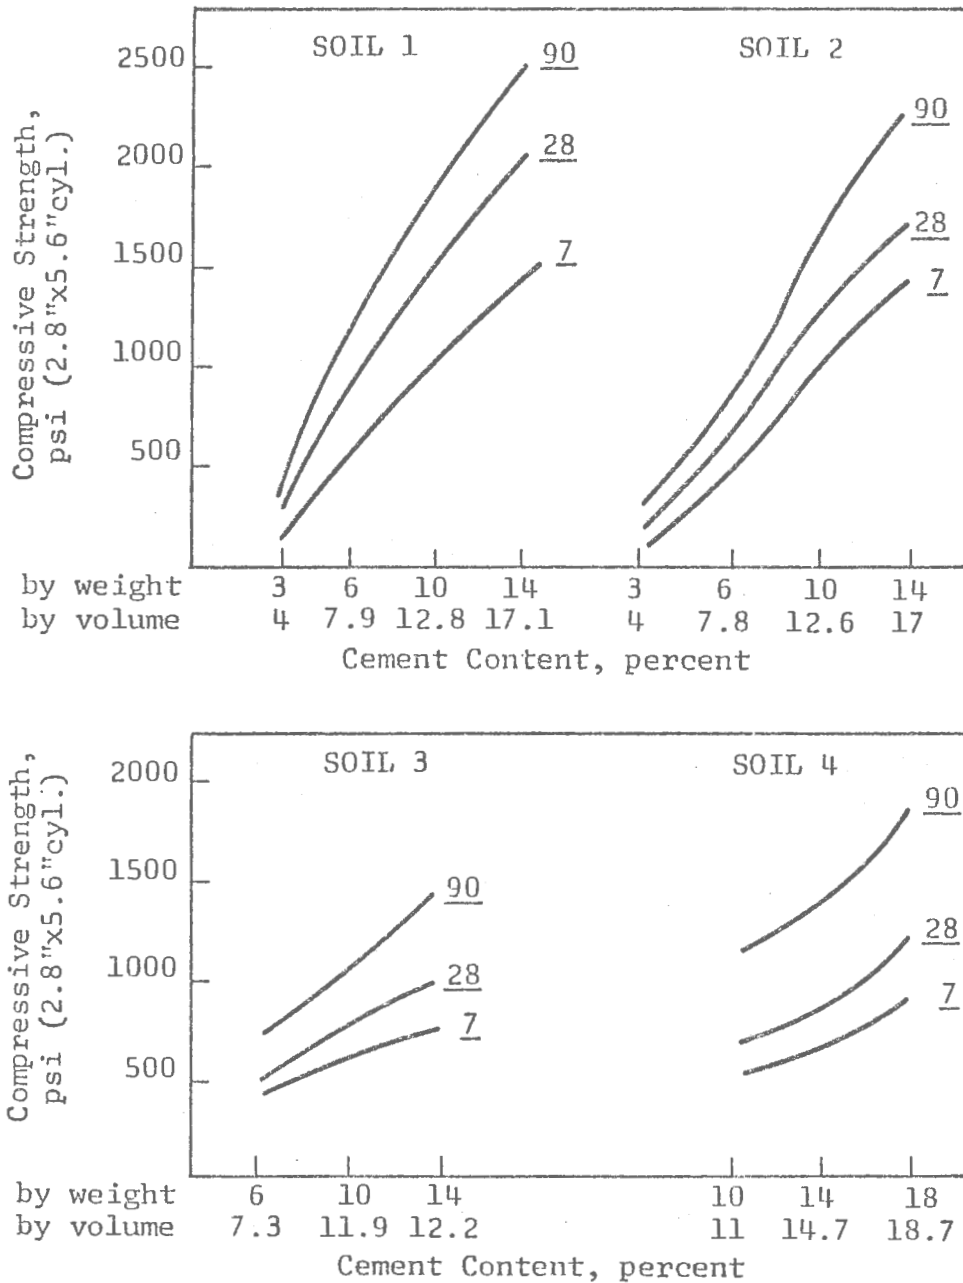 SOIL 1
SOIL 2
Compressive Strength,
psi (2.8"x5.6"cyl.)
2500
2000
1500
1000
500
90
28
7
90
28
7
by weight 3 6 10 14 3 6 10 14
by volume 4 7.9 12.8 17.1 4 7.8 12.6 17
Cement Content, percent
SOIL 3
SOIL 4
Compressive Strength,
psi (2.8"x5.6"cyl.)
2000
1500
1000
500
90
28
7
90
28
7
by weight 6 10 14 10 14 18
by volume 7.3 11.9 12.2 11 14.7 18.7
Cement Content, percent